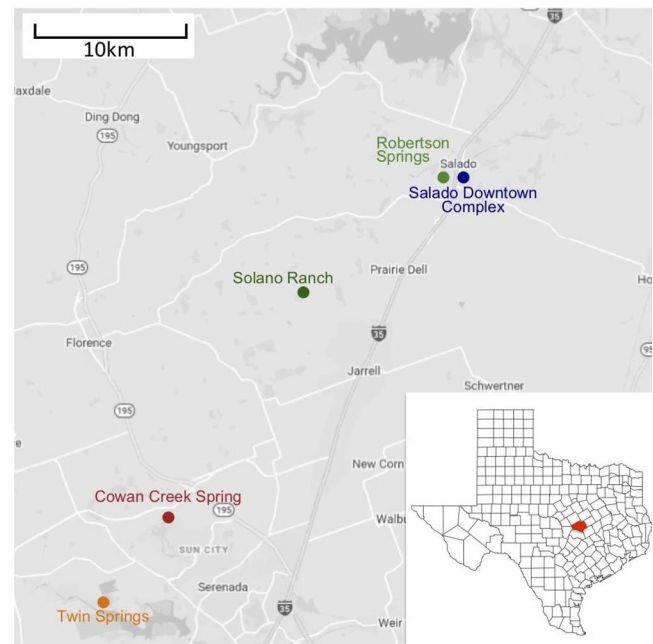 10km
35
laxdale
Ding Dong
195
Youngsport
Robertson
Springs
Salado
Salado Downtown
Complex
195
Prairie Dell
Solano Ranch
Ho
Florence
35
95
Jarrell
Schwertner
195
New Corn
Cowan Creek Spring
195
Walbu
SUN CITY
Serenada
35
Twin Springs
Weir